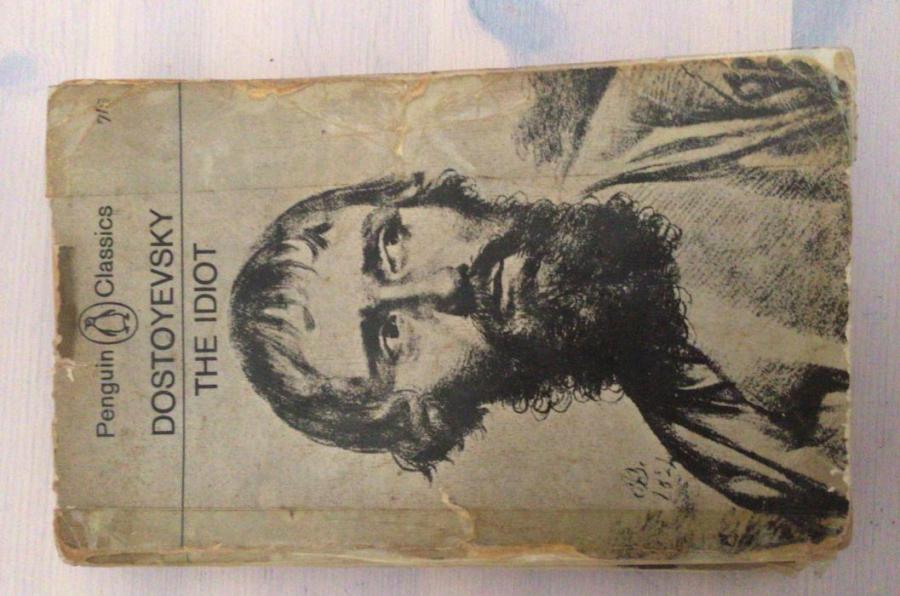 Penguin Classics
DOSTOYEVSKY
THE IDIOT